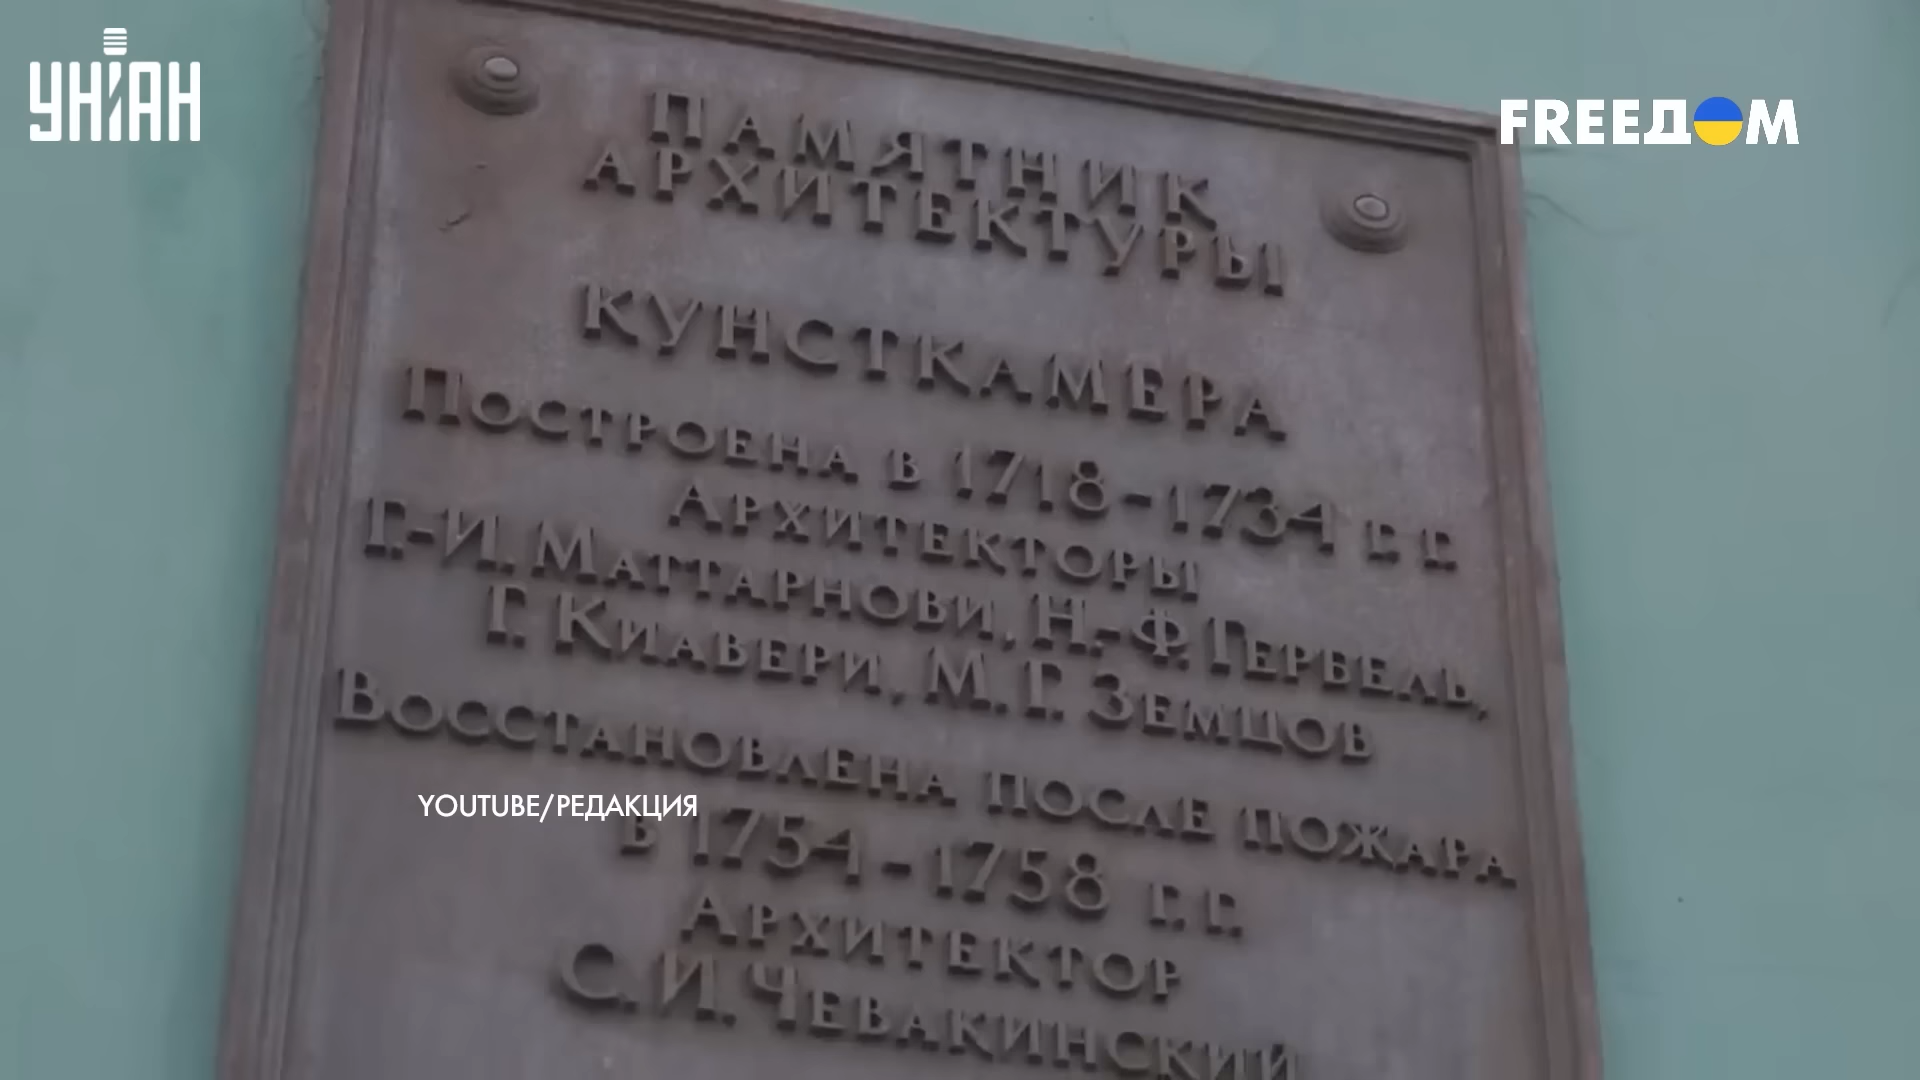 УНІАН
FREEДOM
ПАМЯТНИК
АРХИТЕКТУРЫ
КУНСТКАМЕРА
ПОСТРОЕНА В 1718-1734 Г.Г.
АРХИТЕКТОРЫ
Г.-И. МАТТАРНОВИ, Н.-Ф. ГЕРБЕЛЬ,
Г. КИАВЕРИ, М.Г. ЗЕМЦОВ
ВОССТАНОВЛЕНА ПОСЛЕ ПОЖАРА
YOUTUBE/РЕДАКЦИЯ
В 1754-1758 Г.Г.
АРХИТЕКТОР
С.И. ЧЕВАКИНСКИЙ